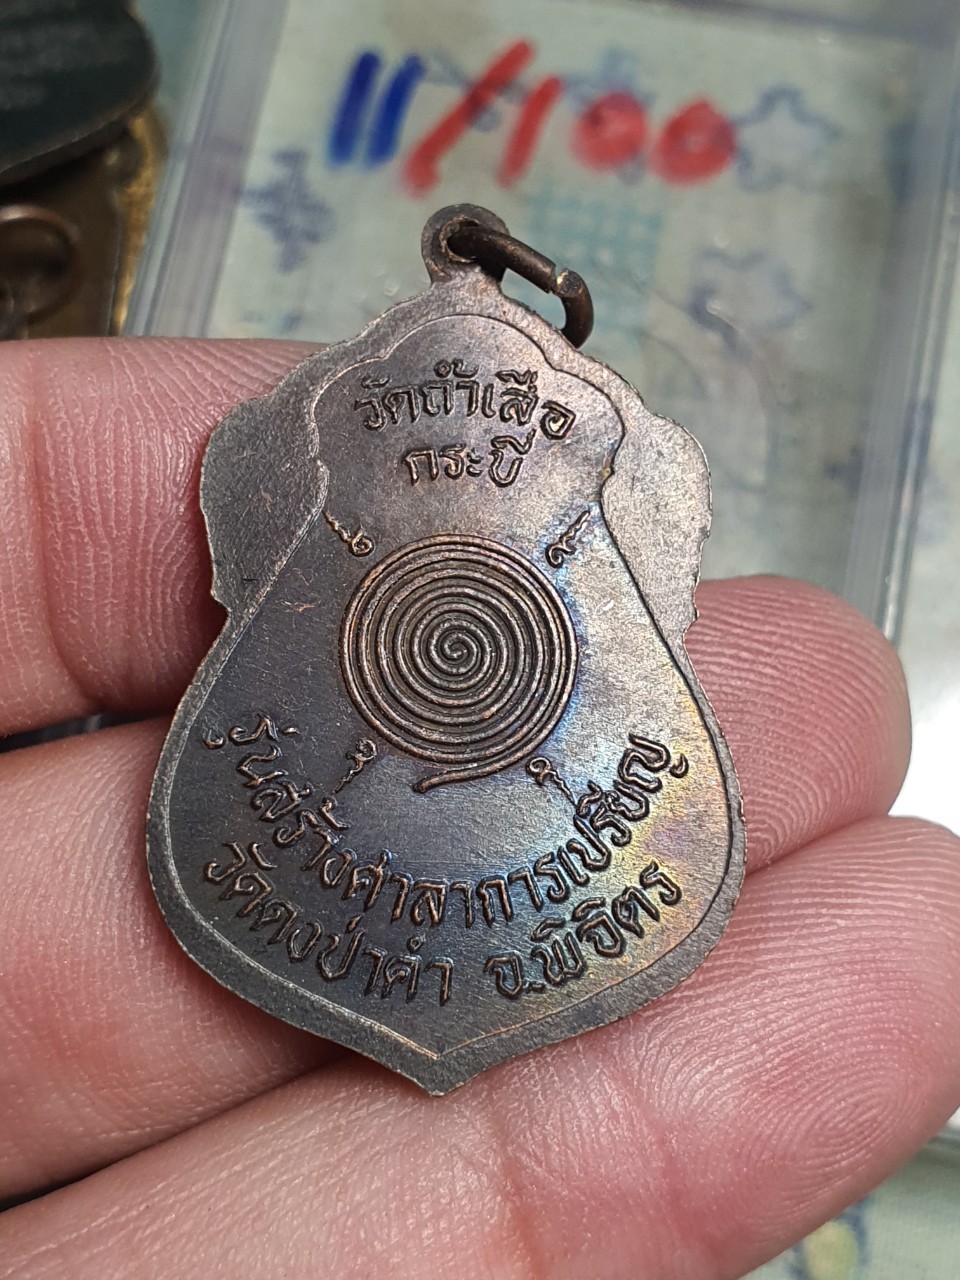 11/100
วัดถ้ำเสือ
กระบี่
รุ่นสร้างศาลาการเปรียญ
วัดดงป่าคำ จ.พิจิตร